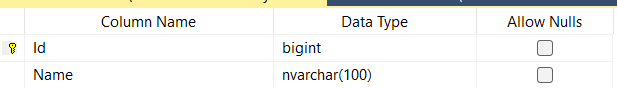 Column Name Data Type Allow Nulls
Id bigint
Name nvarchar(100)